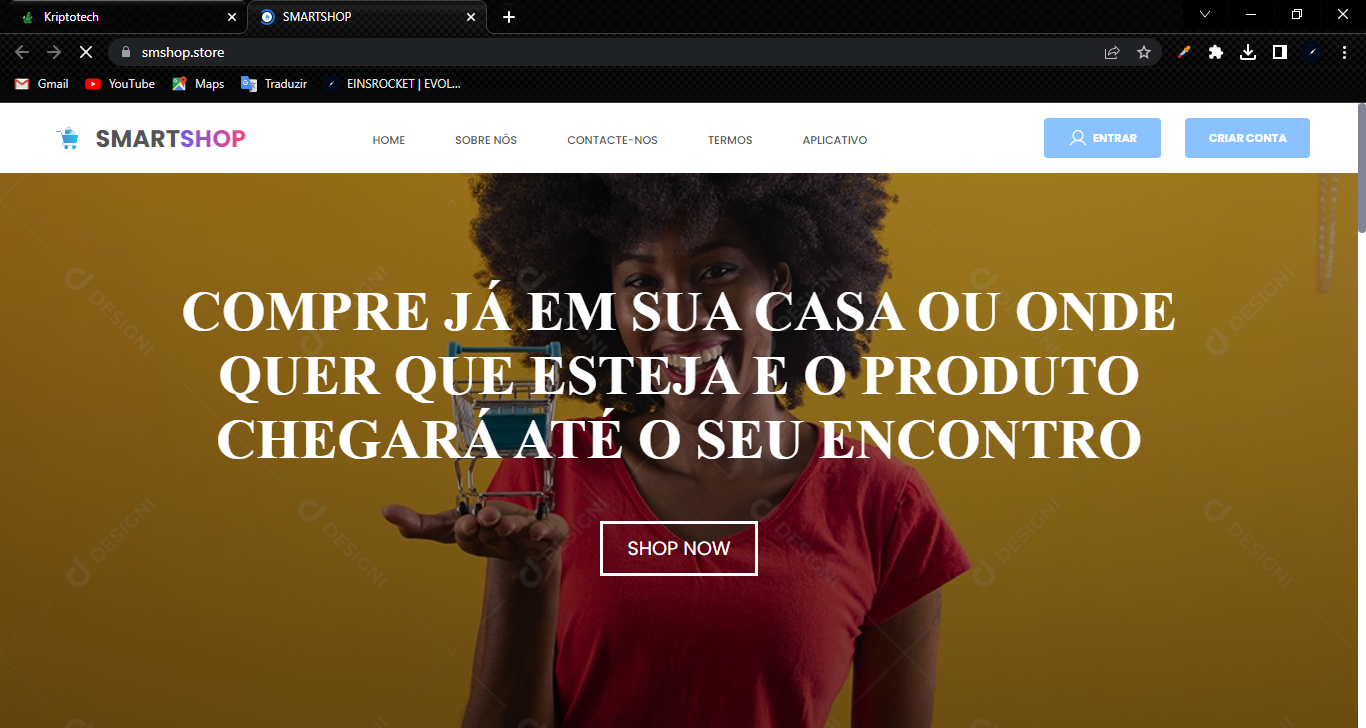 Kriptotech
SMARTSHOP
smshop.store
Gmail
YouTube
Maps
Traduzir
EINSROCKET | EVOL...
SMARTSHOP
HOME
SOBRE NÓS
CONTACTE-NOS
TERMOS
APLICATIVO
ENTRAR
CRIAR CONTA
COMPRE JÁ EM SUA CASA OU ONDE
QUER QUE ESTEJA E O PRODUTO
CHEGARÁ ATÉ O SEU ENCONTRO
SHOP NOW
DESIGNI
DESIGNI
DESIGNI
DESIGNI
DESIGNI
DESIGNI
DESIGNI